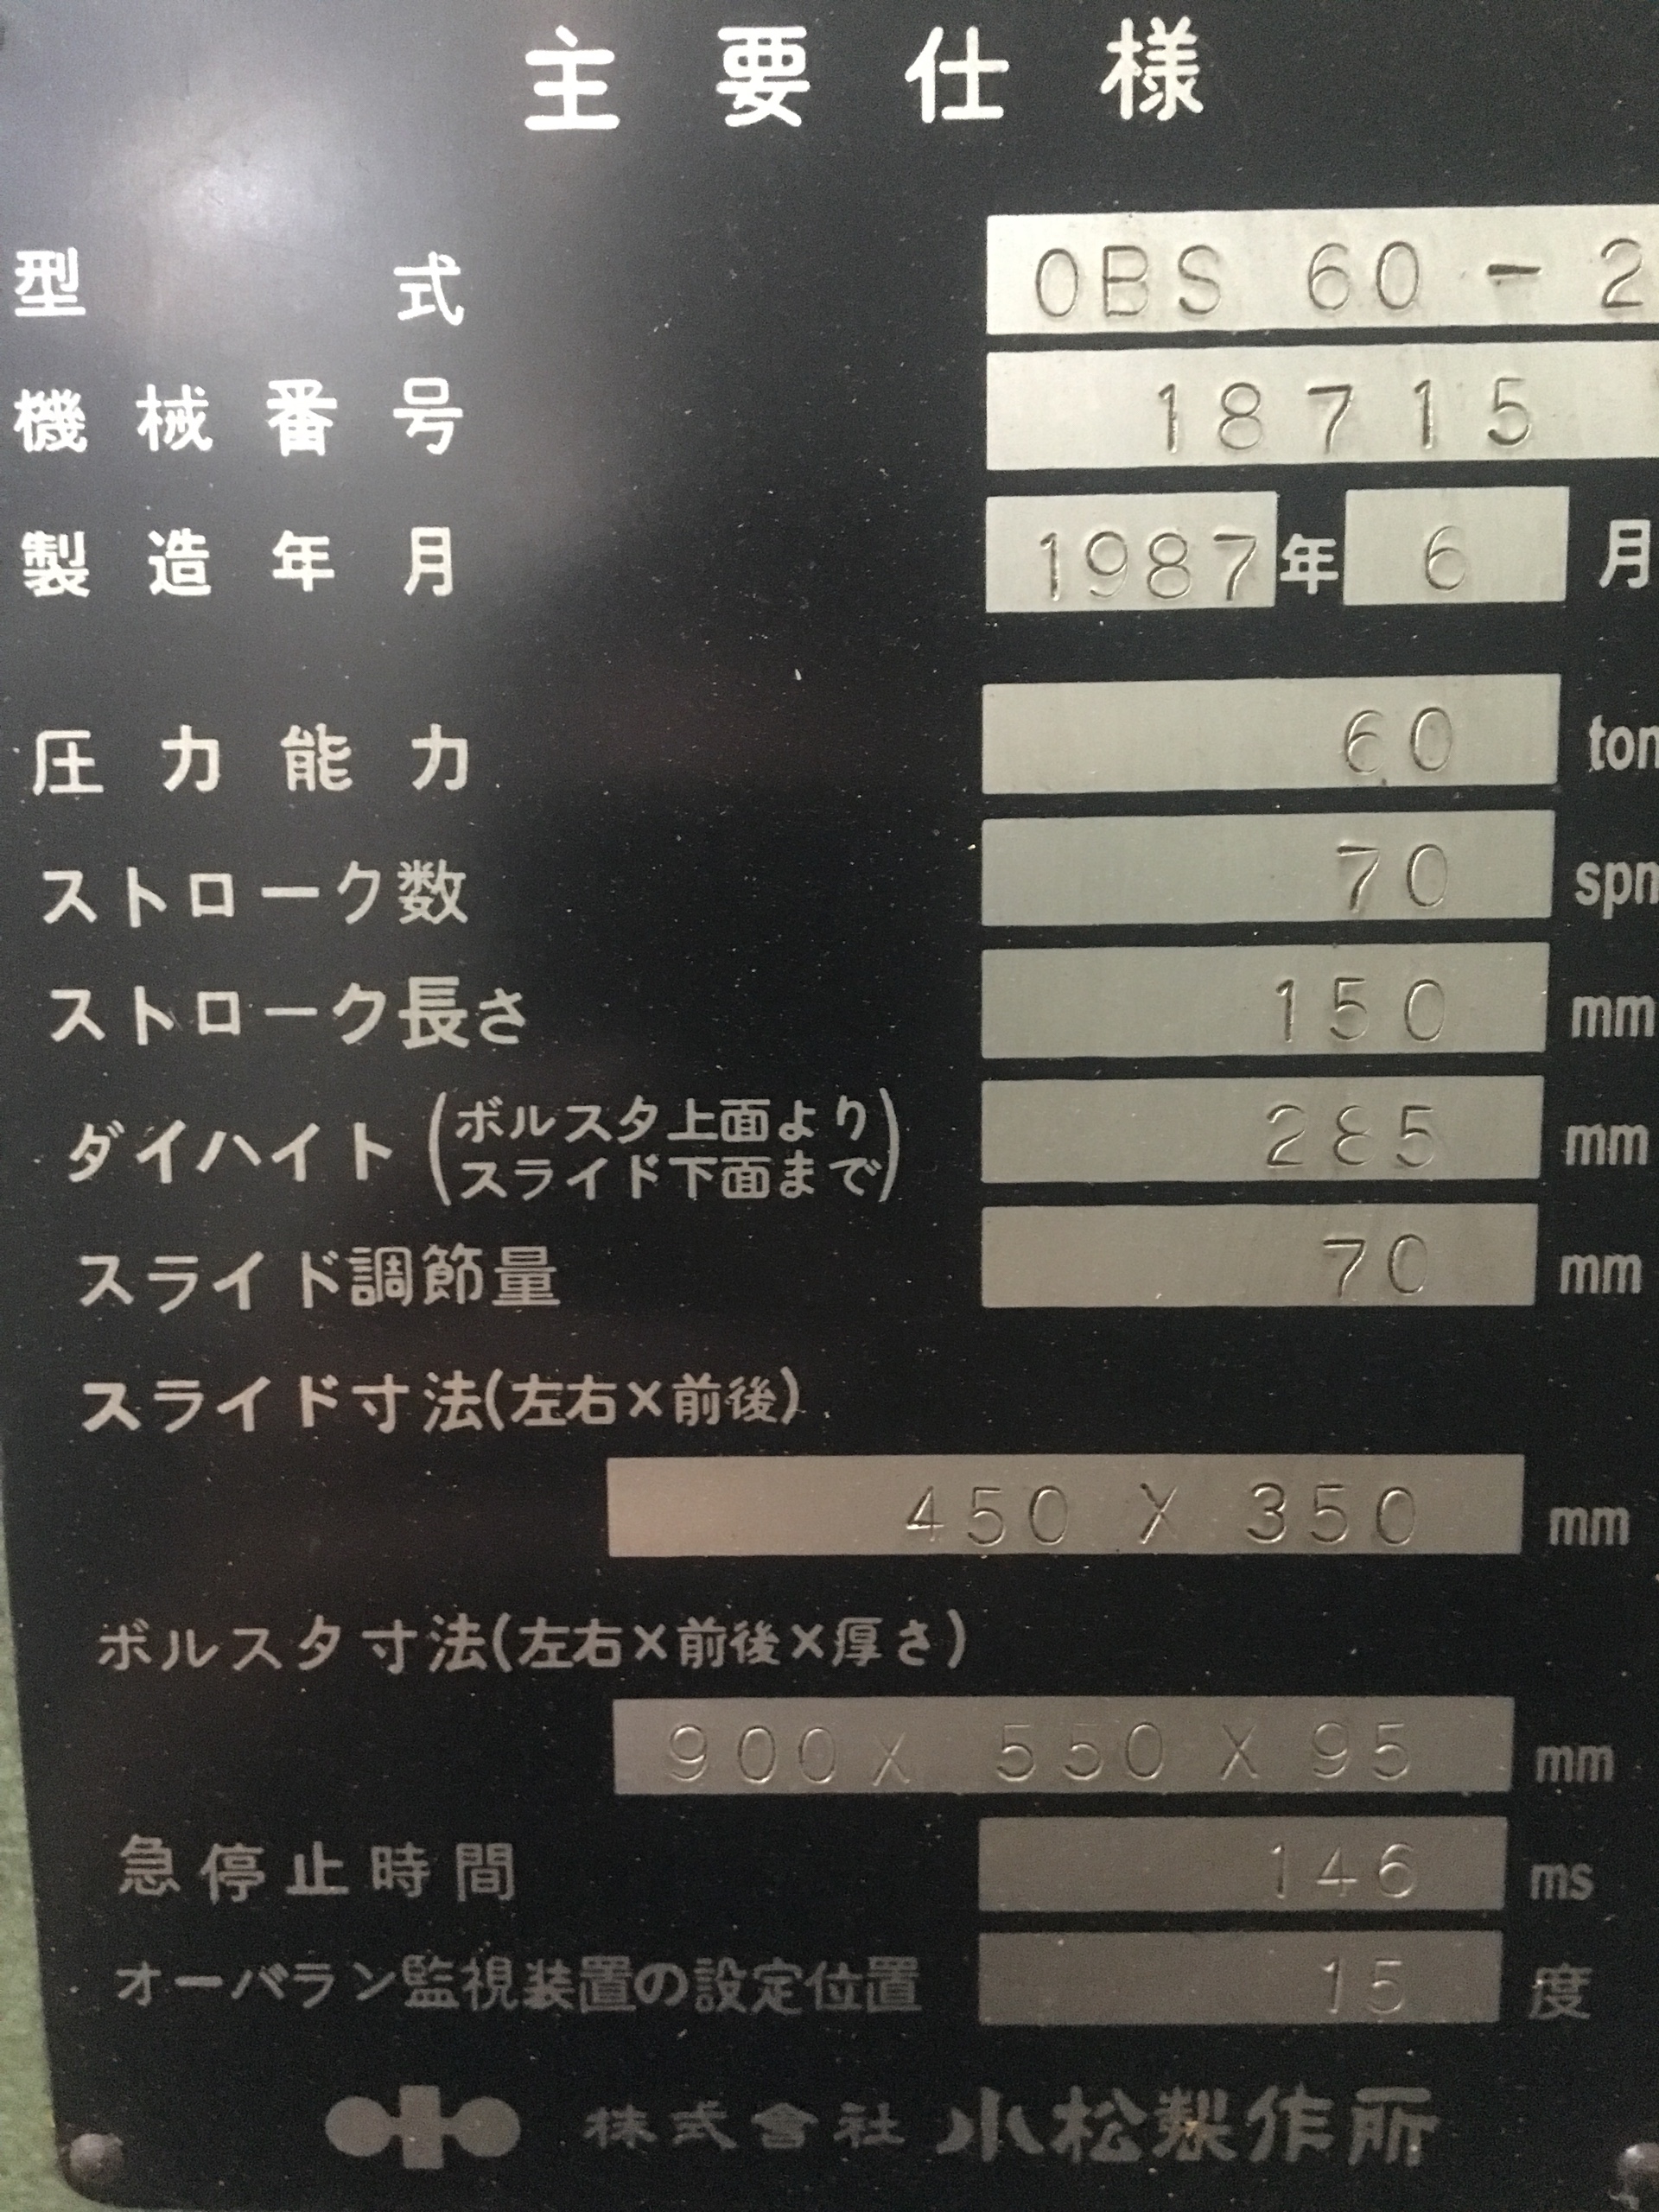 主要仕様
型式 OBS 60-2
機械番号 18715
製造年月 1987年 6 月
圧力能力 60 ton
ストローク数 70
ストローク長さ 150 mm
ダイハイト (ボルスタ上面より スライド下面まで) 285 mm
スライド調節量 70 mm
スライド寸法(左右×前後)
450 X 350 mm
ボルスタ寸法(左右×前後×厚さ)
900 X 550 X 95 mm
急停止時間 146 ms
オーバラン監視装置の設定位置 15 度
株式會社 小松製作所